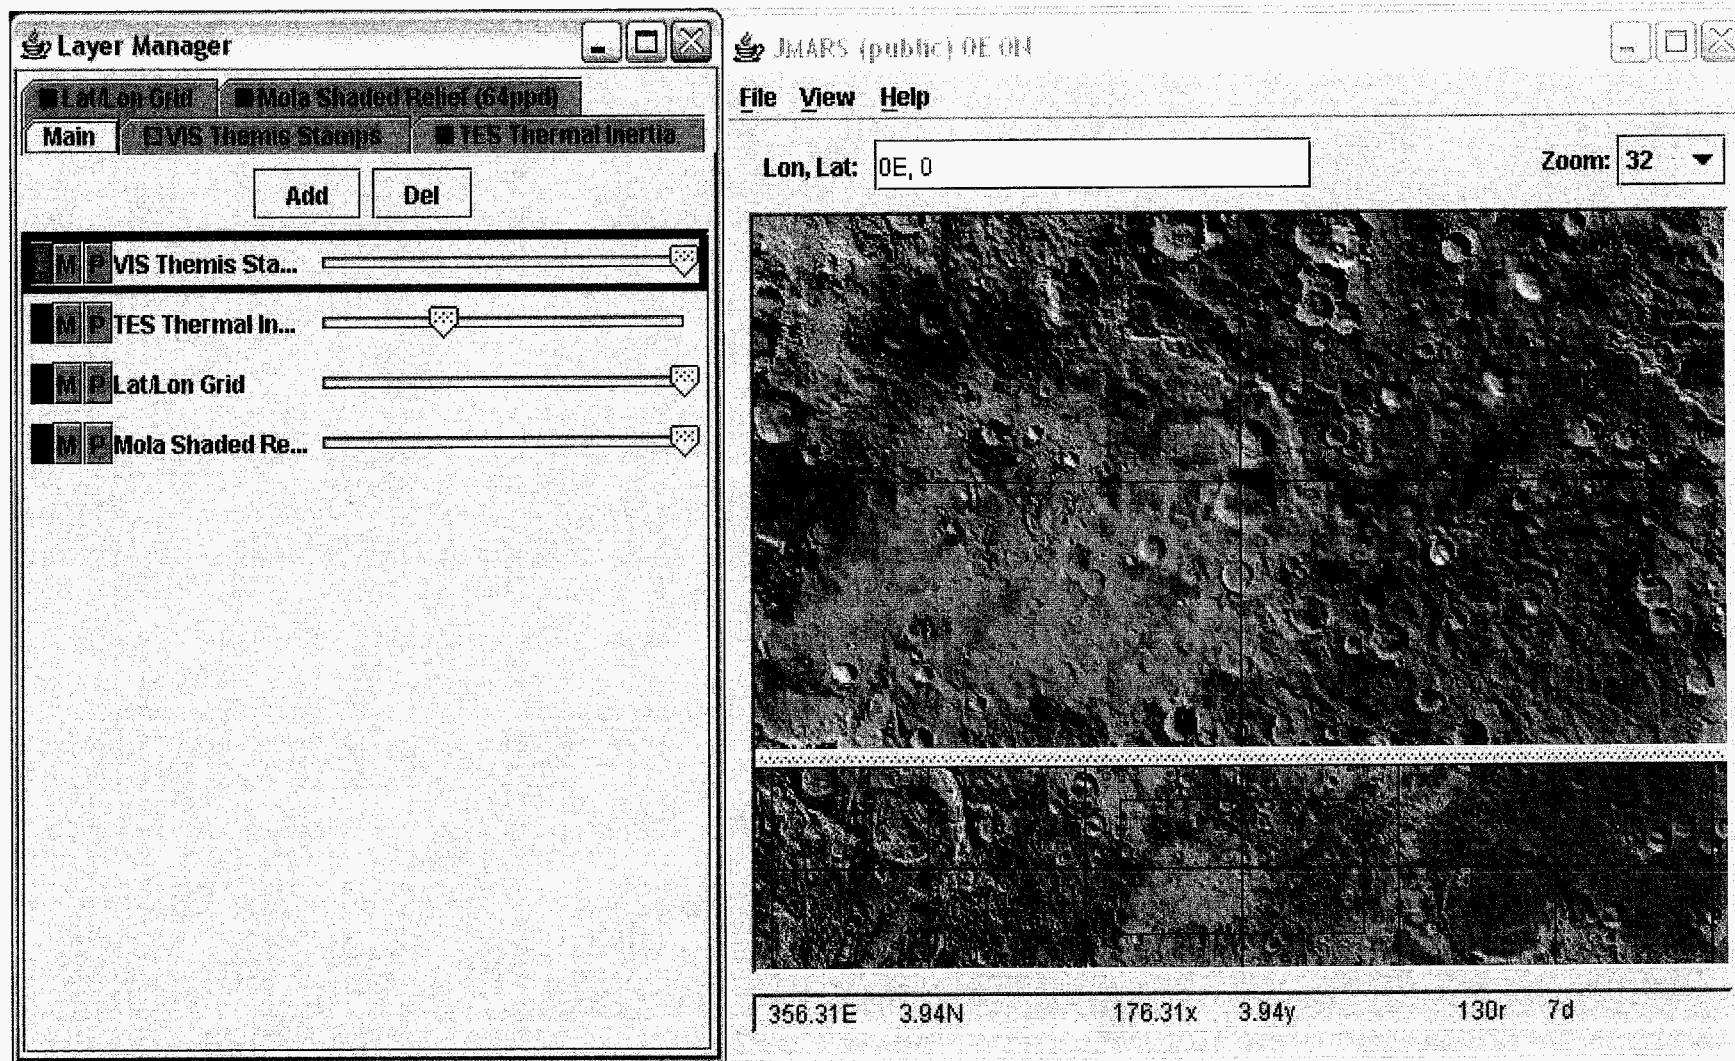 Layer Manager
Lat/Lon Grid Mola Shaded Relief (64ppd)
Main VIS Themis Stamps TES Thermal Inertia
Add Del
M P VIS Themis Sta...
M P TES Thermal In...
M P Lat/Lon Grid
M P Mola Shaded Re...
JMARS (public) 0E 0N
File View Help
Lon, Lat: 0E, 0 Zoom: 32
356.31E 3.94N 176.31x 3.94y 130r 7d